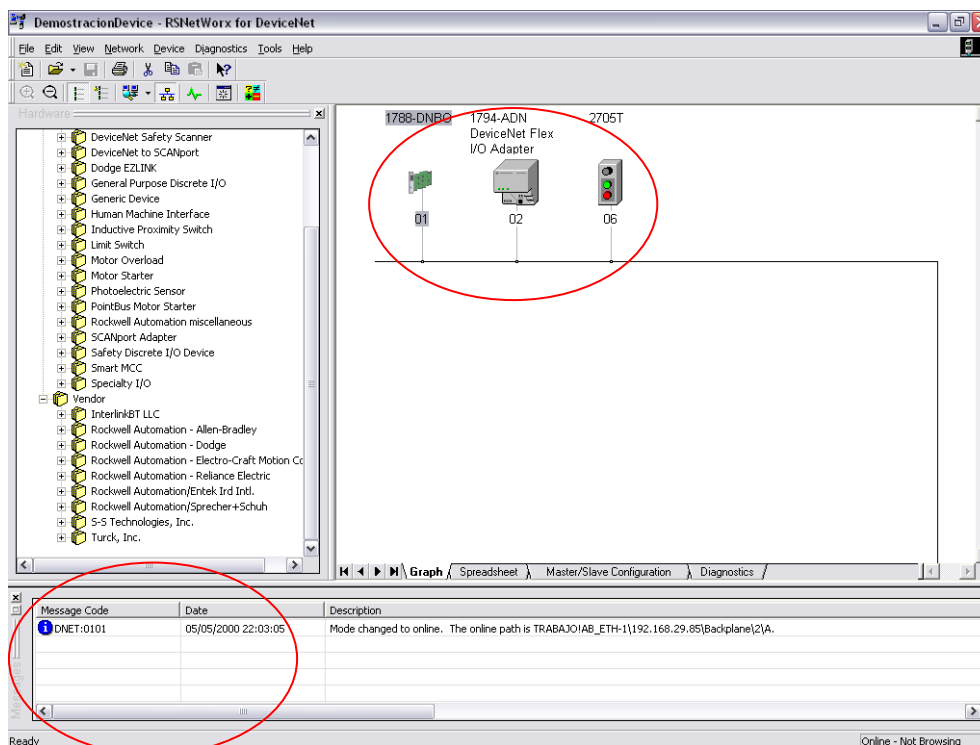 DemostracionDevice - RSNetWorx for DeviceNet
File Edit View Network Device Diagnostics Tools Help
Hardware
DeviceNet Safety Scanner
DeviceNet to SCANport
Dodge EZLINK
General Purpose Discrete I/O
Generic Device
Human Machine Interface
Inductive Proximity Switch
Limit Switch
Motor Overload
Motor Starter
Photoelectric Sensor
PointBus Motor Starter
Rockwell Automation miscellaneous
SCANport Adapter
Safety Discrete I/O Device
Smart MCC
Specialty I/O
Vendor
InterlinkBT LLC
Rockwell Automation - Allen-Bradley
Rockwell Automation - Dodge
Rockwell Automation - Electro-Craft Motion Co
Rockwell Automation - Reliance Electric
Rockwell Automation/Entek Ird Intl.
Rockwell Automation/Sprecher+Schuh
S-S Technologies, Inc.
Turck, Inc.
1788-DNBO 1794-ADN 2705T
DeviceNet Flex
I/O Adapter
01 02 06
Graph Spreadsheet Master/Slave Configuration Diagnostics
Messages
Message Code Date Description
DNET:0101 05/05/2000 22:03:05 Mode changed to online. The online path is TRABAJO!AB_ETH-1\192.168.29.85\Backplane\2\A.
Ready Online - Not Browsing